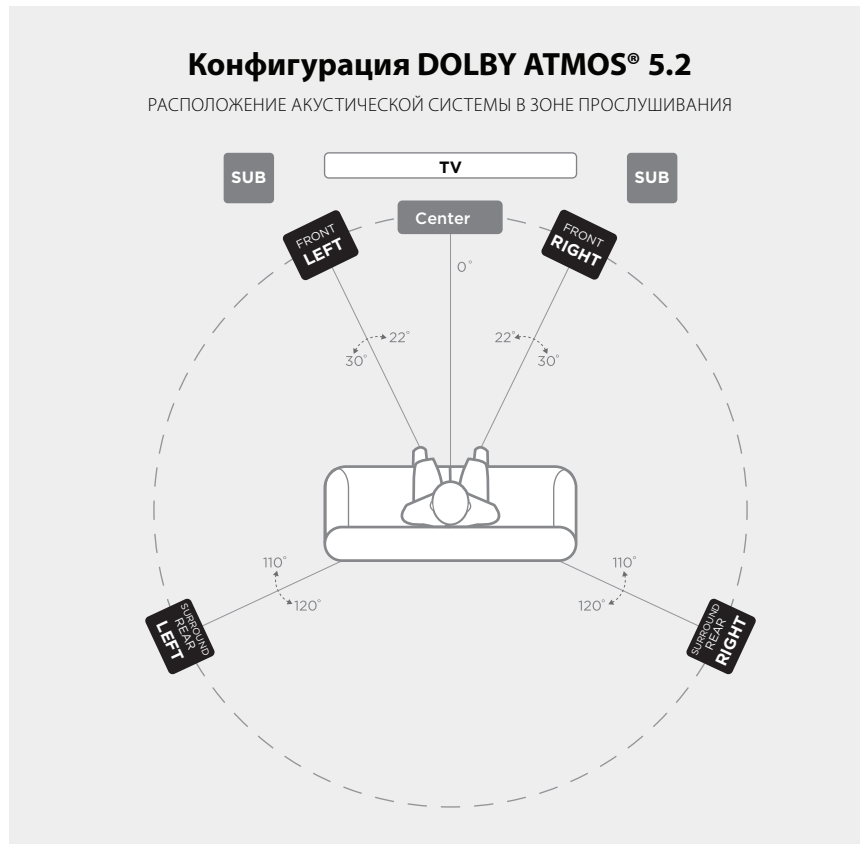 Конфигурация DOLBY ATMOS® 5.2
РАСПОЛОЖЕНИЕ АКУСТИЧЕСКОЙ СИСТЕМЫ В ЗОНЕ ПРОСЛУШИВАНИЯ
SUB
TV
SUB
FRONT
LEFT
Center
FRONT
RIGHT
0°
22°
30°
22°
30°
110°
120°
110°
120°
SURROUND
REAR
LEFT
SURROUND
REAR
RIGHT